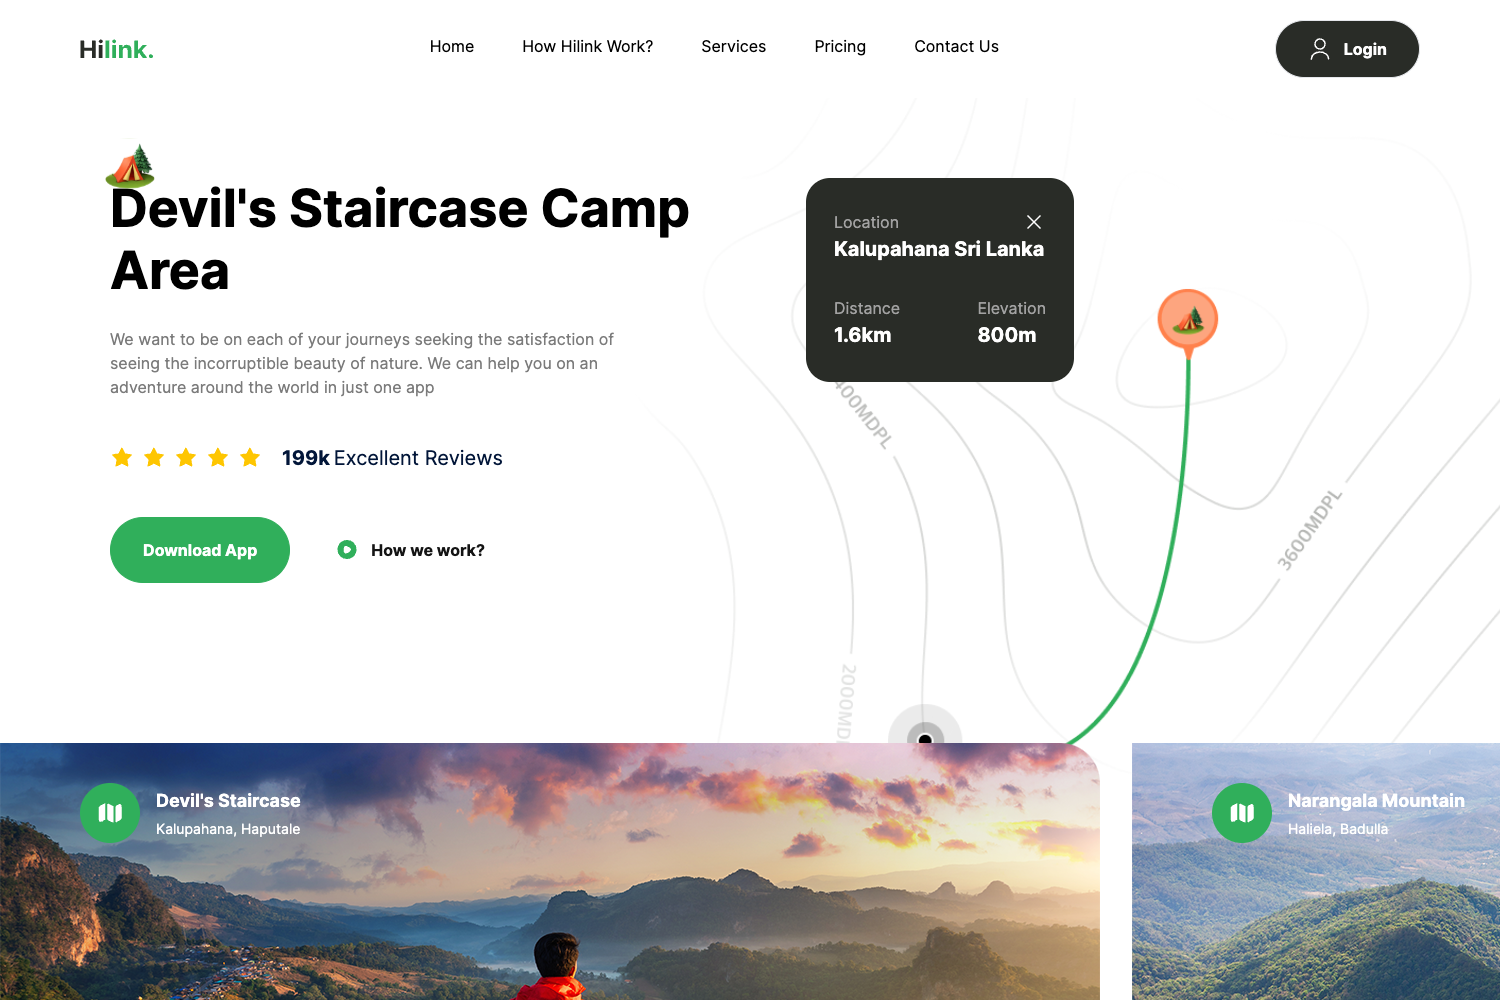 Hilink.
Home
How Hilink Work?
Services
Pricing
Contact Us
Login
Devil's Staircase Camp
Area
We want to be on each of your journeys seeking the satisfaction of
seeing the incorruptible beauty of nature. We can help you on an
adventure around the world in just one app
199k Excellent Reviews
Download App
How we work?
Location
Kalupahana Sri Lanka
Distance
1.6km
Elevation
800m
400MDPL
3600MDPL
2000MD
Devil's Staircase
Kalupahana, Haputale
Narangala Mountain
Haliela, Badulla